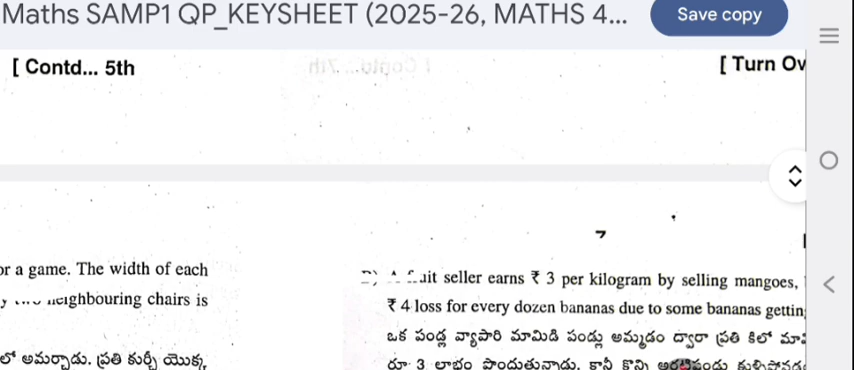 Maths SAMP1 QP_KEYSHEET (2025-26, MATHS 4...
Save copy
[ Contd... 5th
[ Turn Ov
7
or a game. The width of each
neighbouring chairs is
లో అమర్చాడు. ప్రతి కుర్చీ యొక్క
seller earns ₹ 3 per kilogram by selling mangoes,
₹ 4 loss for every dozen bananas due to some bananas gettin
ఒక పండ్ల వ్యాపారి మామిడి పండ్లు అమ్మడం ద్వారా ప్రతి కిలో
రూ 3 లాభం పొందుతున్నాడు. కానీ కొన్ని